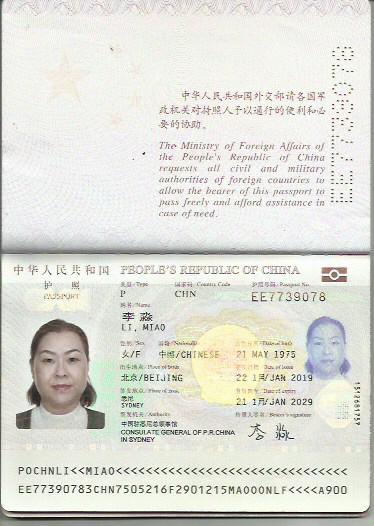 中华人民共和国外交部请各国军
政机关对持照人予以通行的便利和必
要的协助。
The Ministry of Foreign Affairs of
the People's Republic of China
requests all civil and military
authorities of foreign countries to
allow the bearer of this passport to
pass freely and afford assistance in
case of need.
中华人民共和国 PEOPLE'S REPUBLIC OF CHINA
护照
PASSPORT
类型/Type 国家码/Country Code 护照号码/Passport No.
P CHN EE7739078
姓名/Name
李淼
LI, MIAO
性别/Sex 国籍/Nationality 出生日期/Date of birth
女/F 中国/CHINESE 21 MAY 1975
出生地点/Place of birth 签发日期/Date of issue
北京/BEIJING 22 1月/JAN 2019
签发地点/Place of issue 有效期至/Date of expiry
悉尼
SYDNEY 21 1月/JAN 2029
签发机关/Authority 持照人签名/Bearer's signature
中国驻悉尼总领事馆
CONSULATE GENERAL OF P.R.CHINA
IN SYDNEY
李淼
POCHNLI<<MIAO<<<<<<<<<<<<<<<<<<<<<<<<<<<<<<<
EE77390783CHN7505216F2901215MA000NLF<<<<A900